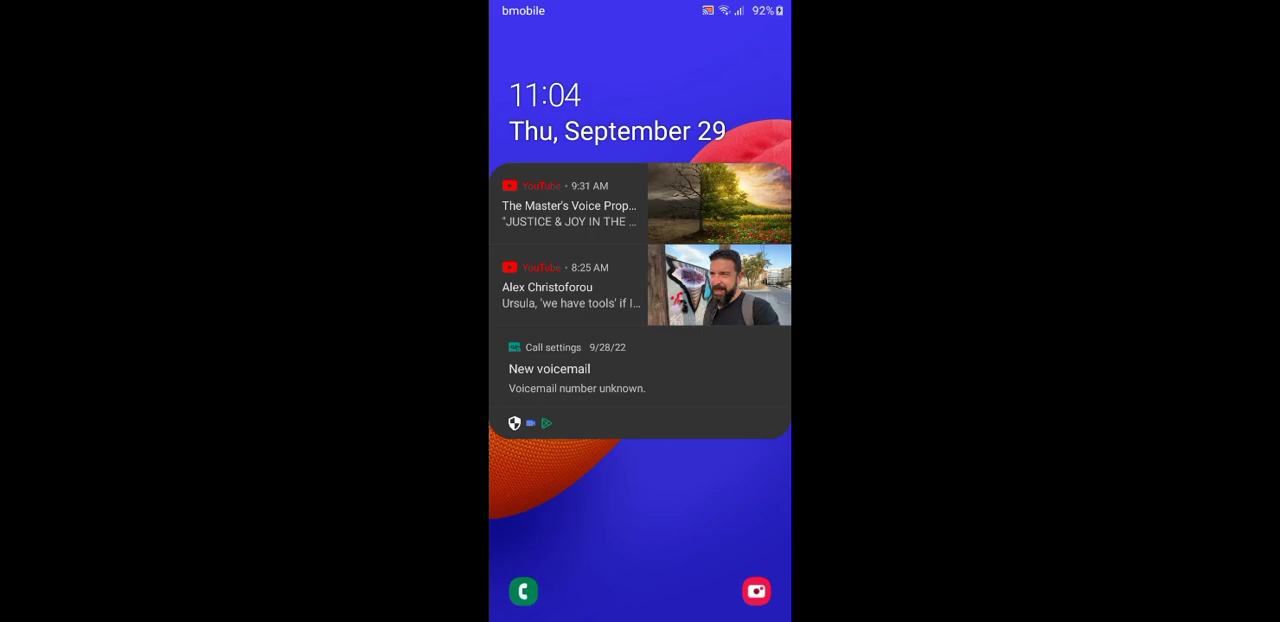 bmobile 92%
11:04
Thu, September 29
YouTube • 9:31 AM
The Master's Voice Prop...
"JUSTICE & JOY IN THE ...
YouTube • 8:25 AM
Alex Christoforou
Ursula, 'we have tools' if I...
Call settings 9/28/22
New voicemail
Voicemail number unknown.